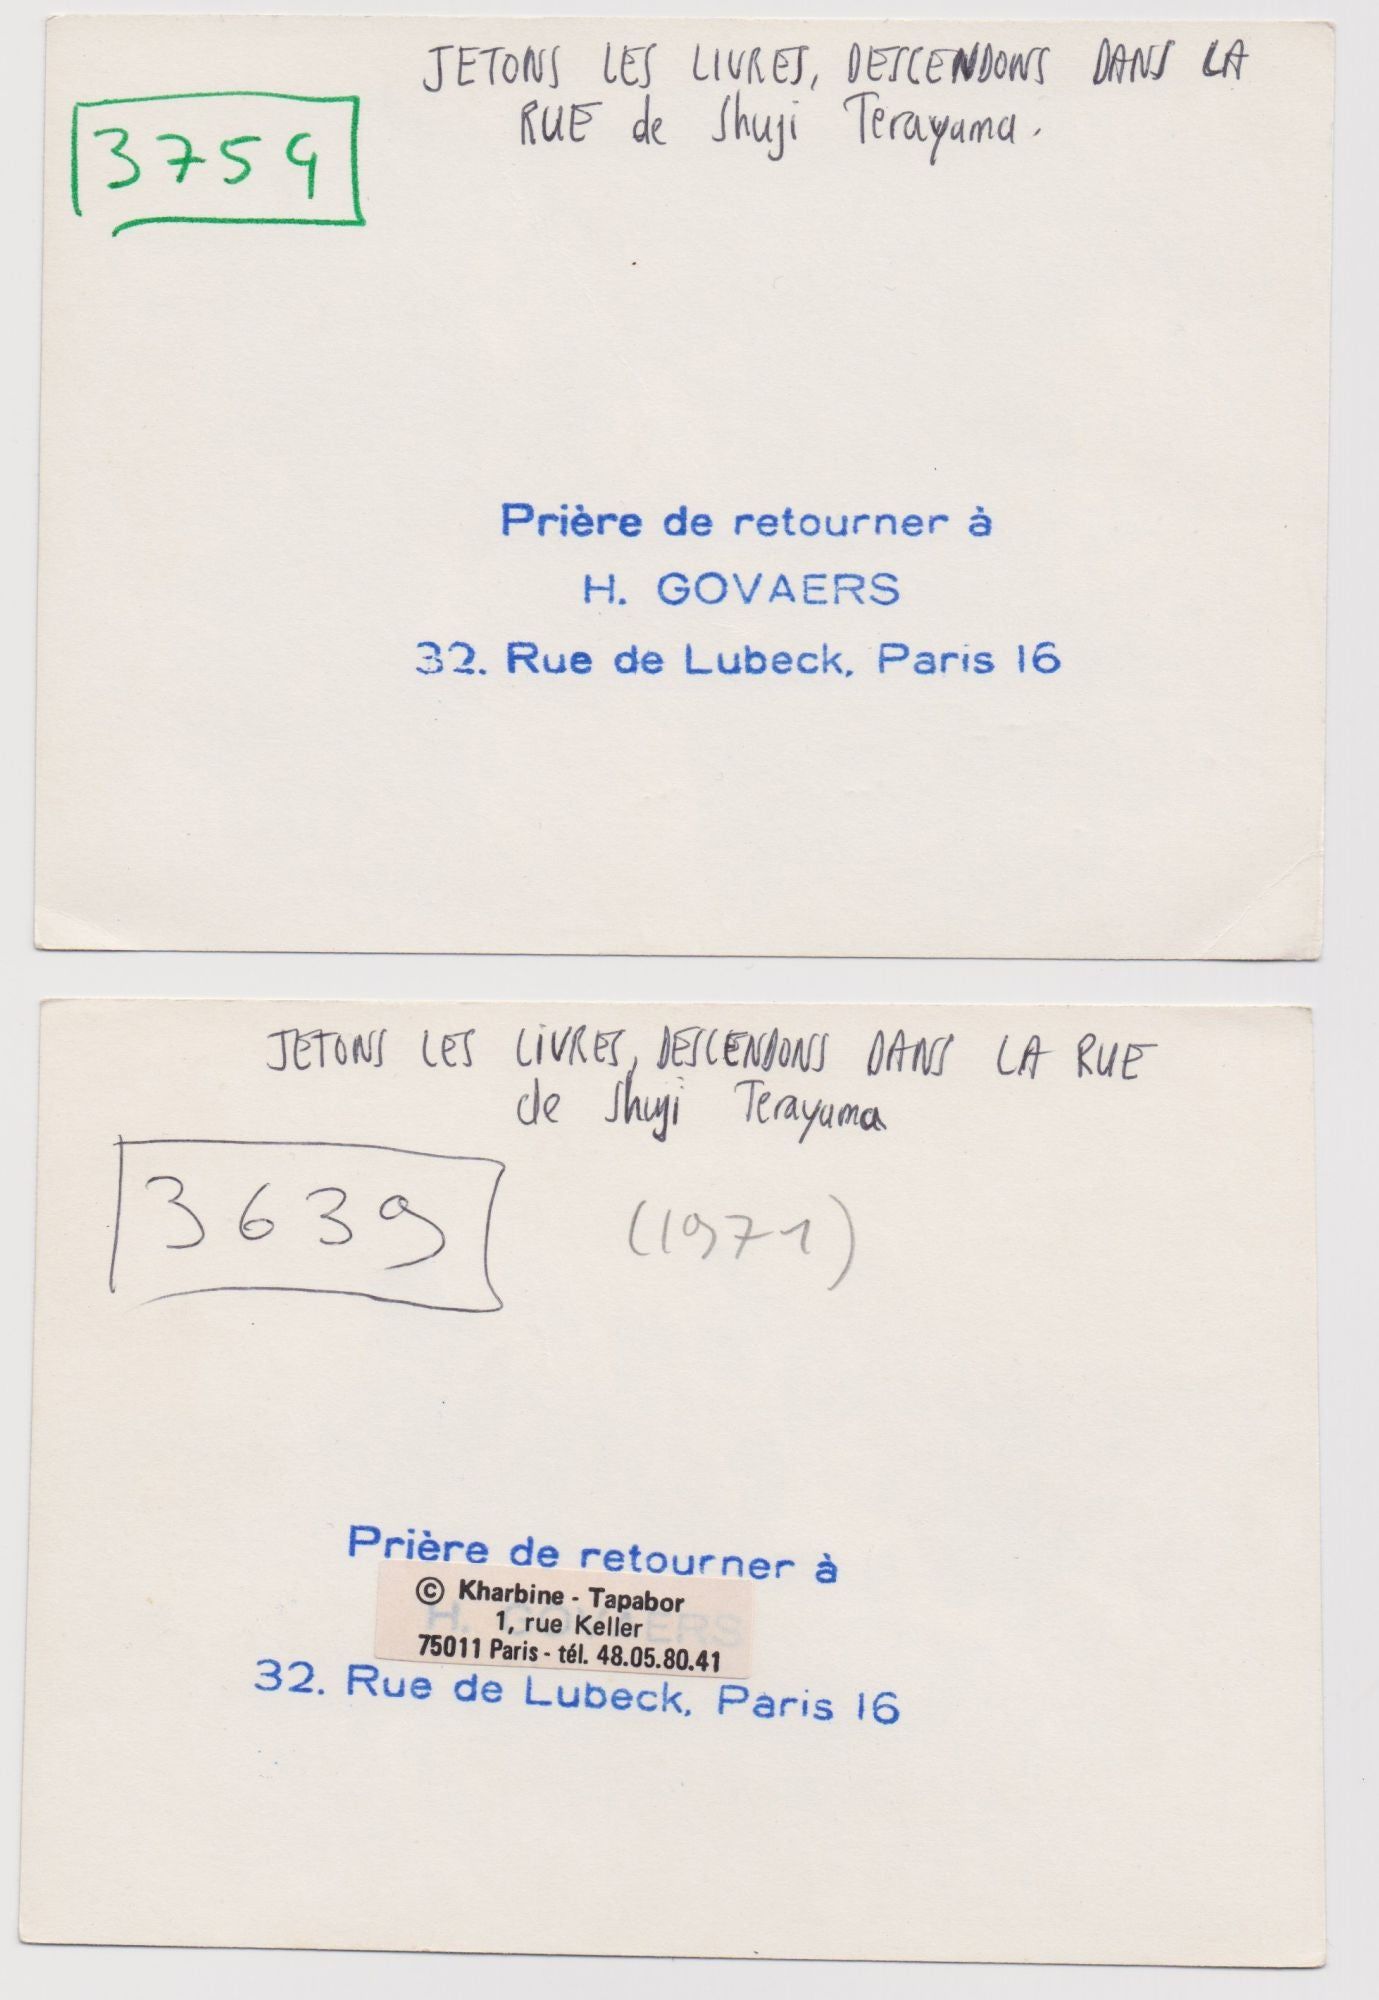 JETONS LES LIVRES, DESCENDONS DANS LA
RUE de Shuji Terayama.
3759
Prière de retourner à
H. GOVAERS
32. Rue de Lubeck, Paris 16
JETONS LES LIVRES, DESCENDONS DANS LA RUE
de Shuji Terayama
3639
(1971)
Prière de retourner à
© Kharbine - Tapabor
H. GOVAERS
1, rue Keller
75011 Paris - tél. 48.05.80.41
32. Rue de Lubeck, Paris 16